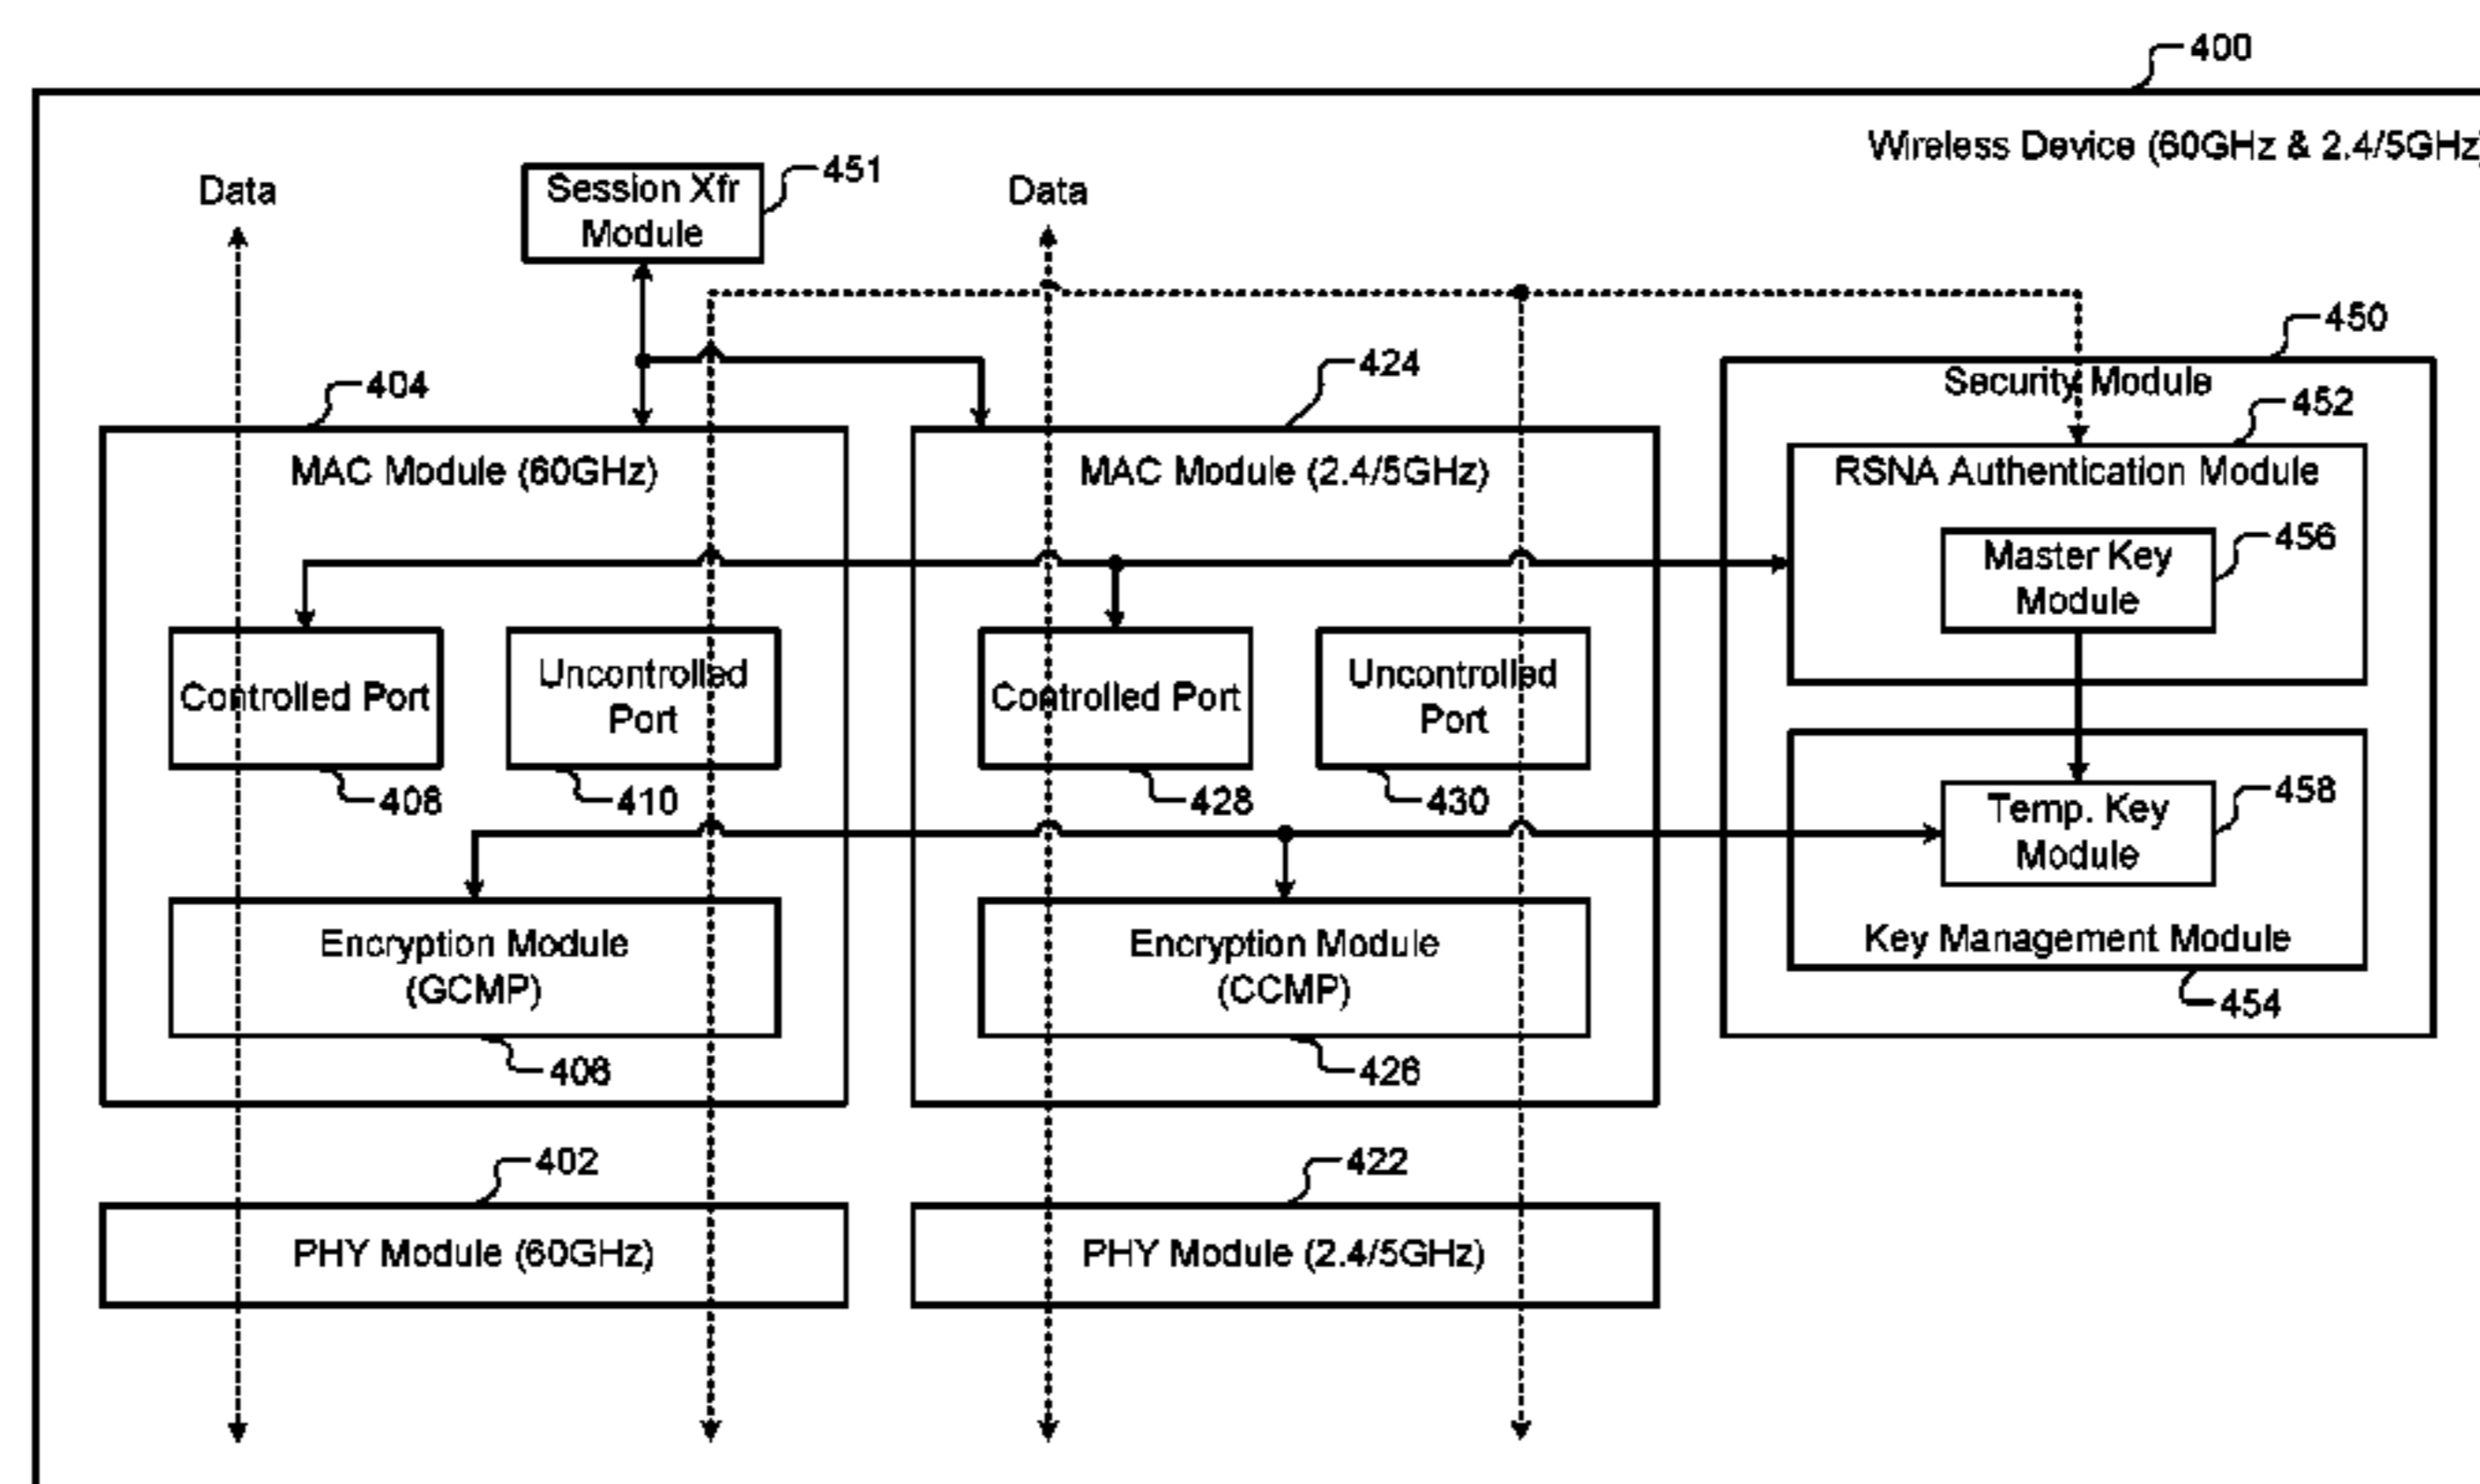 400
Wireless Device (60GHz & 2.4/5GHz)
Data
Session Xfr
Module
451
Data
450
404
424
Security Module
452
MAC Module (60GHz)
MAC Module (2.4/5GHz)
RSNA Authentication Module
Master Key
Module
456
Controlled Port
Uncontrolled
Port
Controlled Port
Uncontrolled
Port
408
410
428
430
Temp. Key
Module
458
Encryption Module
(GCMP)
Encryption Module
(CCMP)
Key Management Module
454
406
426
402
422
PHY Module (60GHz)
PHY Module (2.4/5GHz)